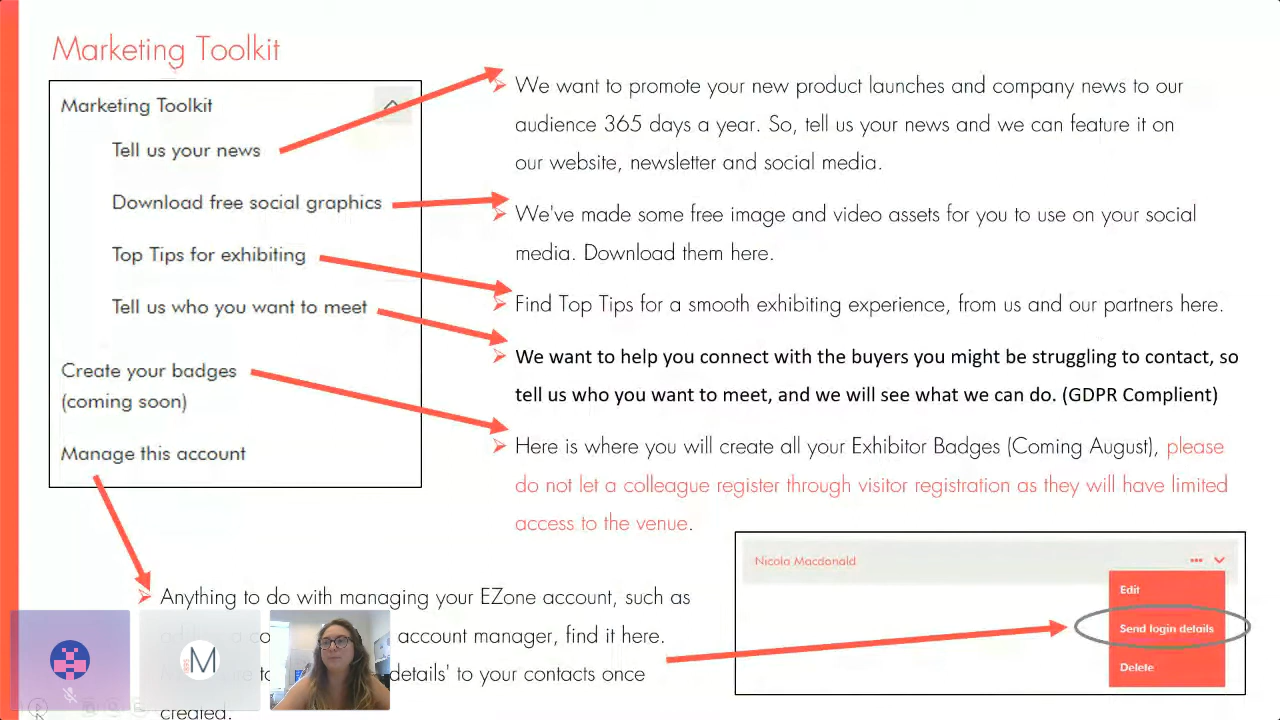 Marketing Toolkit
Marketing Toolkit
Tell us your news
Download free social graphics
Top Tips for exhibiting
Tell us who you want to meet
Create your badges
(coming soon)
Manage this account
We want to promote your new product launches and company news to our
audience 365 days a year. So, tell us your news and we can feature it on
our website, newsletter and social media.
We've made some free image and video assets for you to use on your social
media. Download them here.
Find Top Tips for a smooth exhibiting experience, from us and our partners here.
We want to help you connect with the buyers you might be struggling to contact, so
tell us who you want to meet, and we will see what we can do. (GDPR Complient)
Here is where you will create all your Exhibitor Badges (Coming August), please
do not let a colleague register through visitor registration as they will have limited
access to the venue.
Anything to do with managing your EZone account, such as
account manager, find it here.
details' to your contacts once
created.
Nicola Macdonald
Edit
Send login details
Delete
M